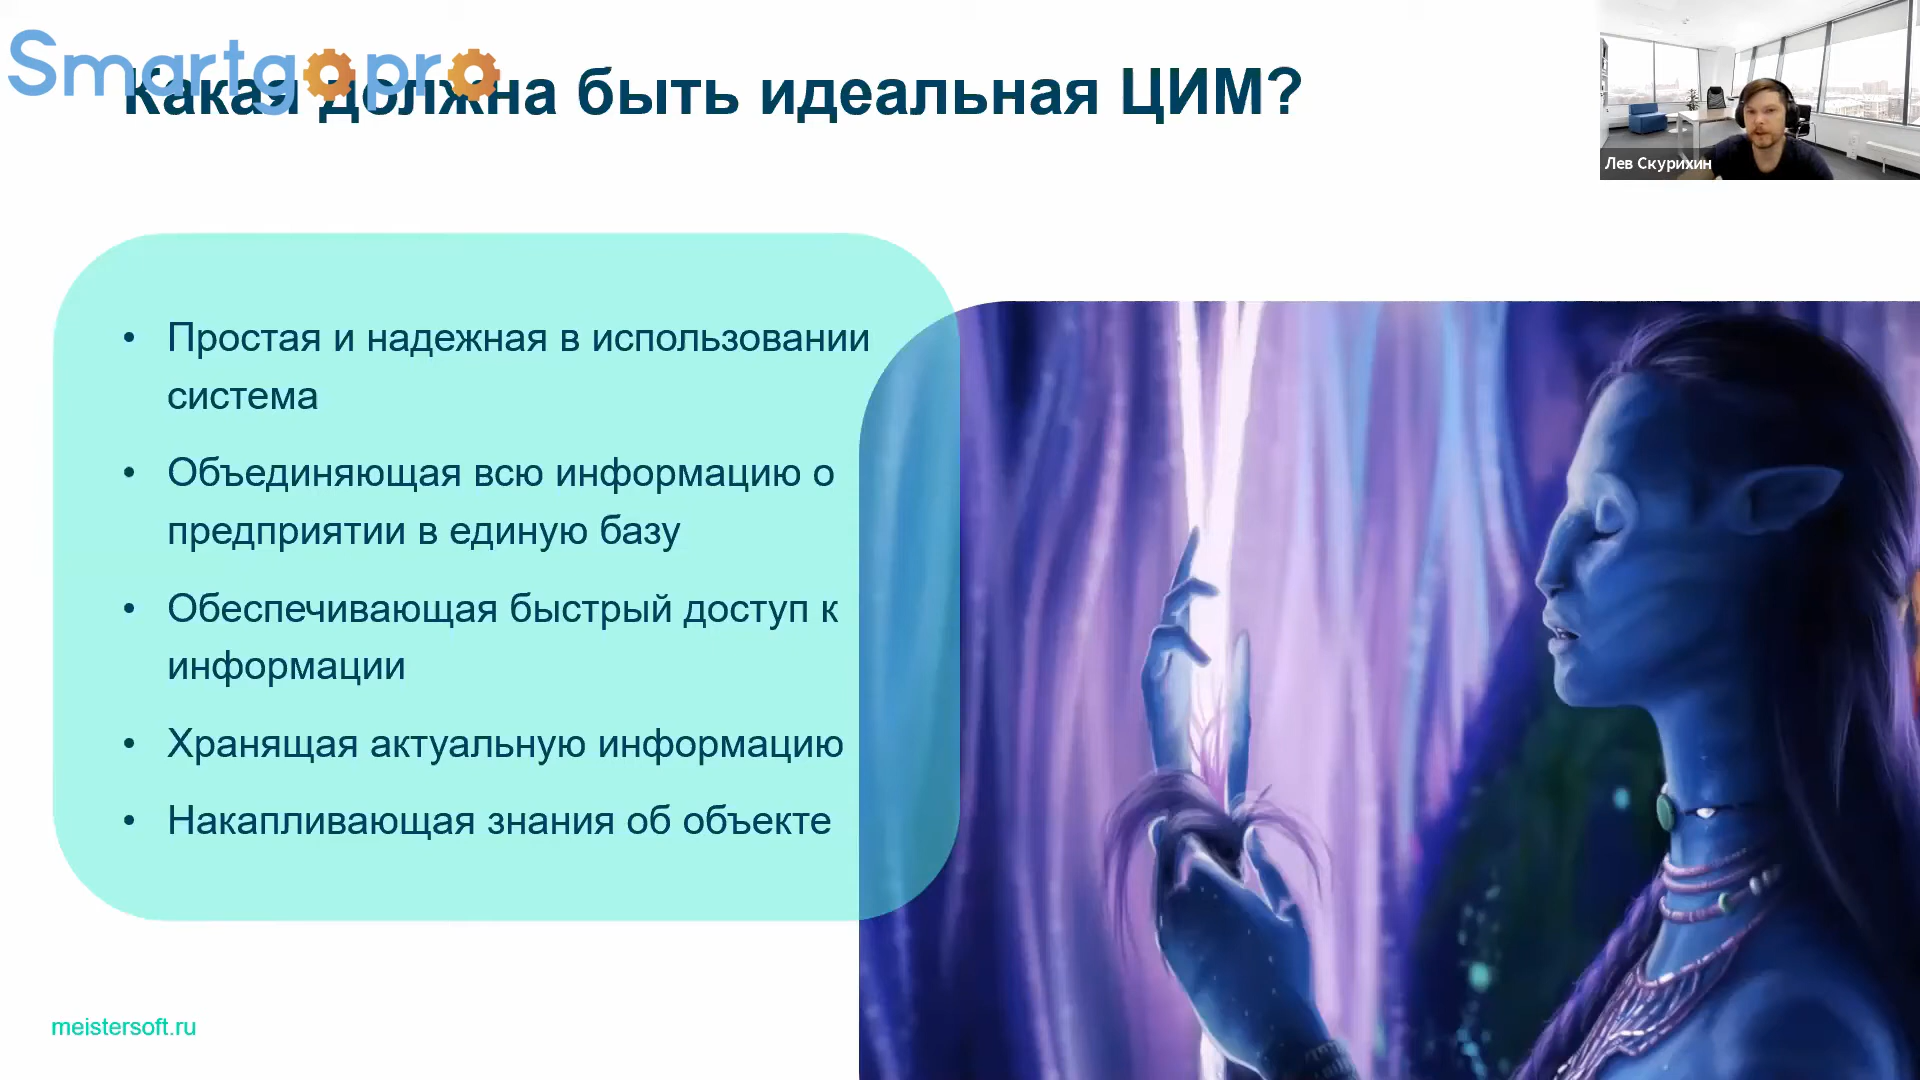 Smartgopro
Какая должна быть идеальная ЦИМ?
Лев Скурихин
• Простая и надежная в использовании
система
• Объединяющая всю информацию о
предприятии в единую базу
• Обеспечивающая быстрый доступ к
информации
• Хранящая актуальную информацию
• Накапливающая знания об объекте
meistersoft.ru